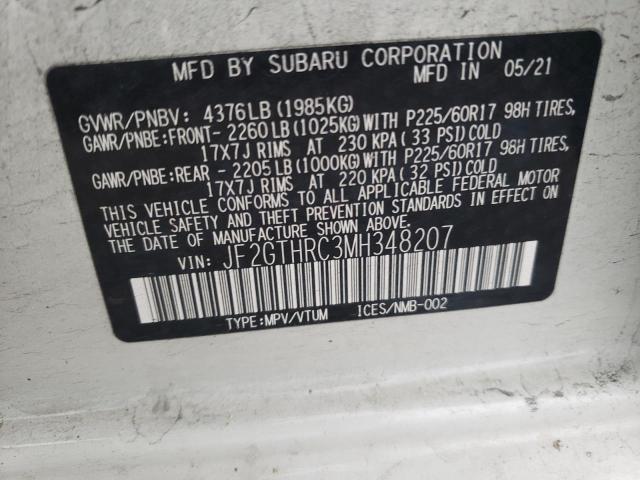 MFD BY SUBARU CORPORATION
MFD IN 05/21
GVWR/PNBV: 4376LB (1985KG)
GAWR/PNBE:FRONT- 2260LB (1025KG) WITH P225/60R17 98H TIRES,
17X7J RIMS AT 230 KPA (33 PSI) COLD
GAWR/PNBE:REAR - 2205LB (1000KG) WITH P225/60R17 98H TIRES,
17X7J RIMS AT 220 KPA (32 PSI) COLD
THIS VEHICLE CONFORMS TO ALL APPLICABLE FEDERAL MOTOR
VEHICLE SAFETY AND THEFT PREVENTION STANDARDS IN EFFECT
ON THE DATE OF MANUFACTURE SHOWN ABOVE.
VIN: JF2GTHRC3MH348207
TYPE:MPV/VTUM ICES/NMB-002